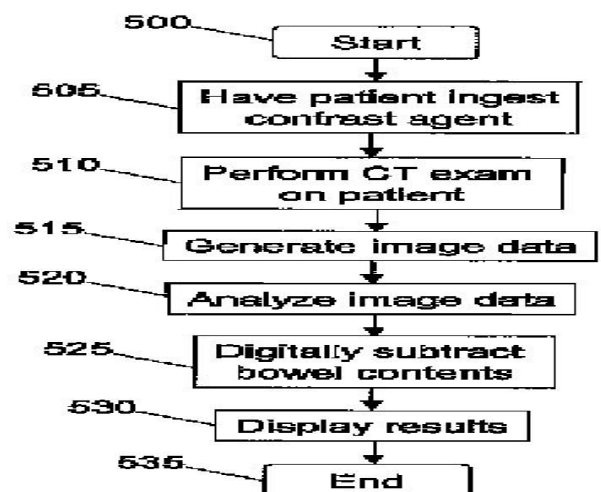 500
Start
505
Have patient ingest
contrast agent
510
Perform CT exam
on patient
515
Generate image data
520
Analyze image data
525
Digitally subtract
bowel contents
530
Display results
535
End